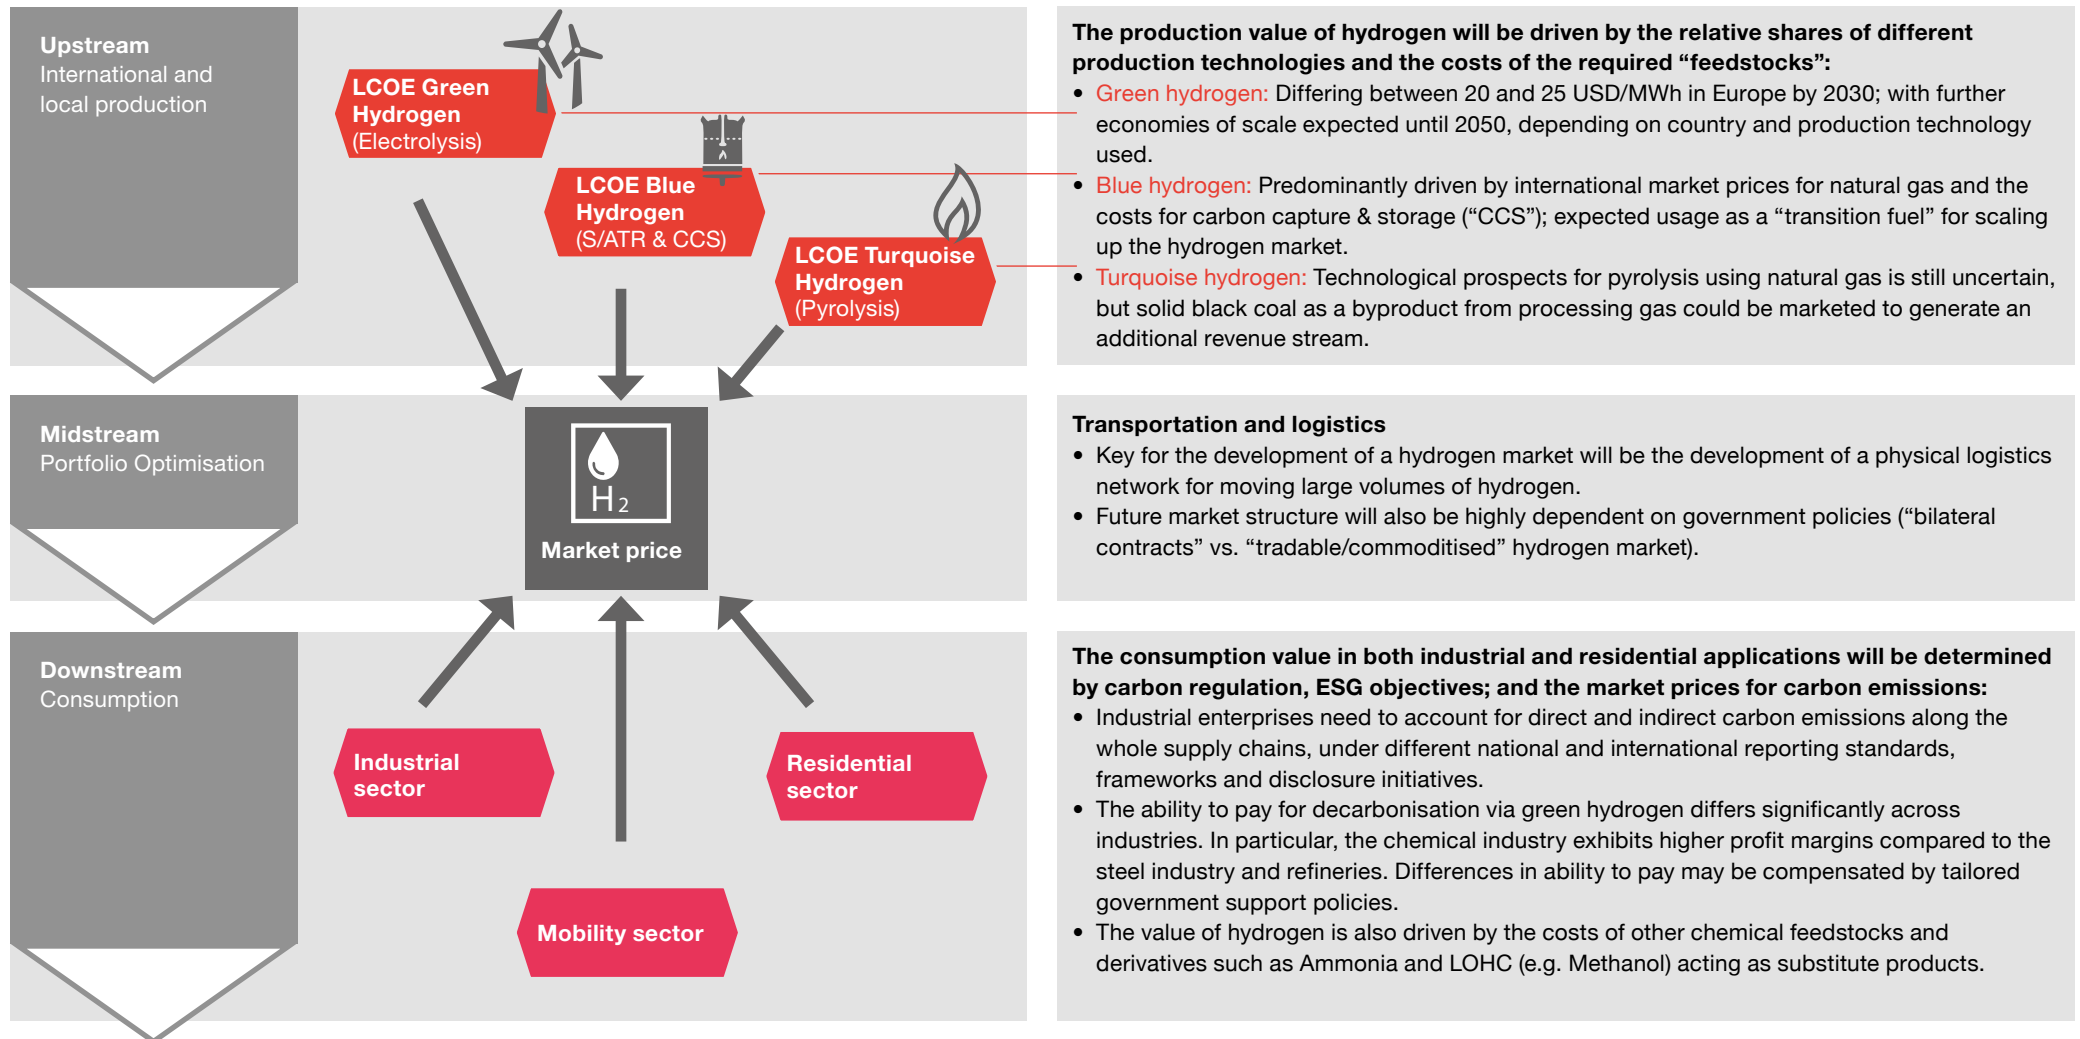 Upstream
International and
local production
LCOE Green
Hydrogen
(Electrolysis)
LCOE Blue
Hydrogen
(S/ATR & CCS)
LCOE Turquoise
Hydrogen
(Pyrolysis)
The production value of hydrogen will be driven by the relative shares of different
production technologies and the costs of the required “feedstocks”:
• Green hydrogen: Differing between 20 and 25 USD/MWh in Europe by 2030; with further
economies of scale expected until 2050, depending on country and production technology
used.
• Blue hydrogen: Predominantly driven by international market prices for natural gas and the
costs for carbon capture & storage (“CCS”); expected usage as a “transition fuel” for scaling
up the hydrogen market.
• Turquoise hydrogen: Technological prospects for pyrolysis using natural gas is still uncertain,
but solid black coal as a byproduct from processing gas could be marketed to generate an
additional revenue stream.
Midstream
Portfolio Optimisation
H2
Market price
Transportation and logistics
• Key for the development of a hydrogen market will be the development of a physical logistics
network for moving large volumes of hydrogen.
• Future market structure will also be highly dependent on government policies (“bilateral
contracts” vs. “tradable/commoditised” hydrogen market).
Downstream
Consumption
Industrial
sector
Residential
sector
Mobility sector
The consumption value in both industrial and residential applications will be determined
by carbon regulation, ESG objectives; and the market prices for carbon emissions:
• Industrial enterprises need to account for direct and indirect carbon emissions along the
whole supply chains, under different national and international reporting standards,
frameworks and disclosure initiatives.
• The ability to pay for decarbonisation via green hydrogen differs significantly across
industries. In particular, the chemical industry exhibits higher profit margins compared to the
steel industry and refineries. Differences in ability to pay may be compensated by tailored
government support policies.
• The value of hydrogen is also driven by the costs of other chemical feedstocks and
derivatives such as Ammonia and LOHC (e.g. Methanol) acting as substitute products.